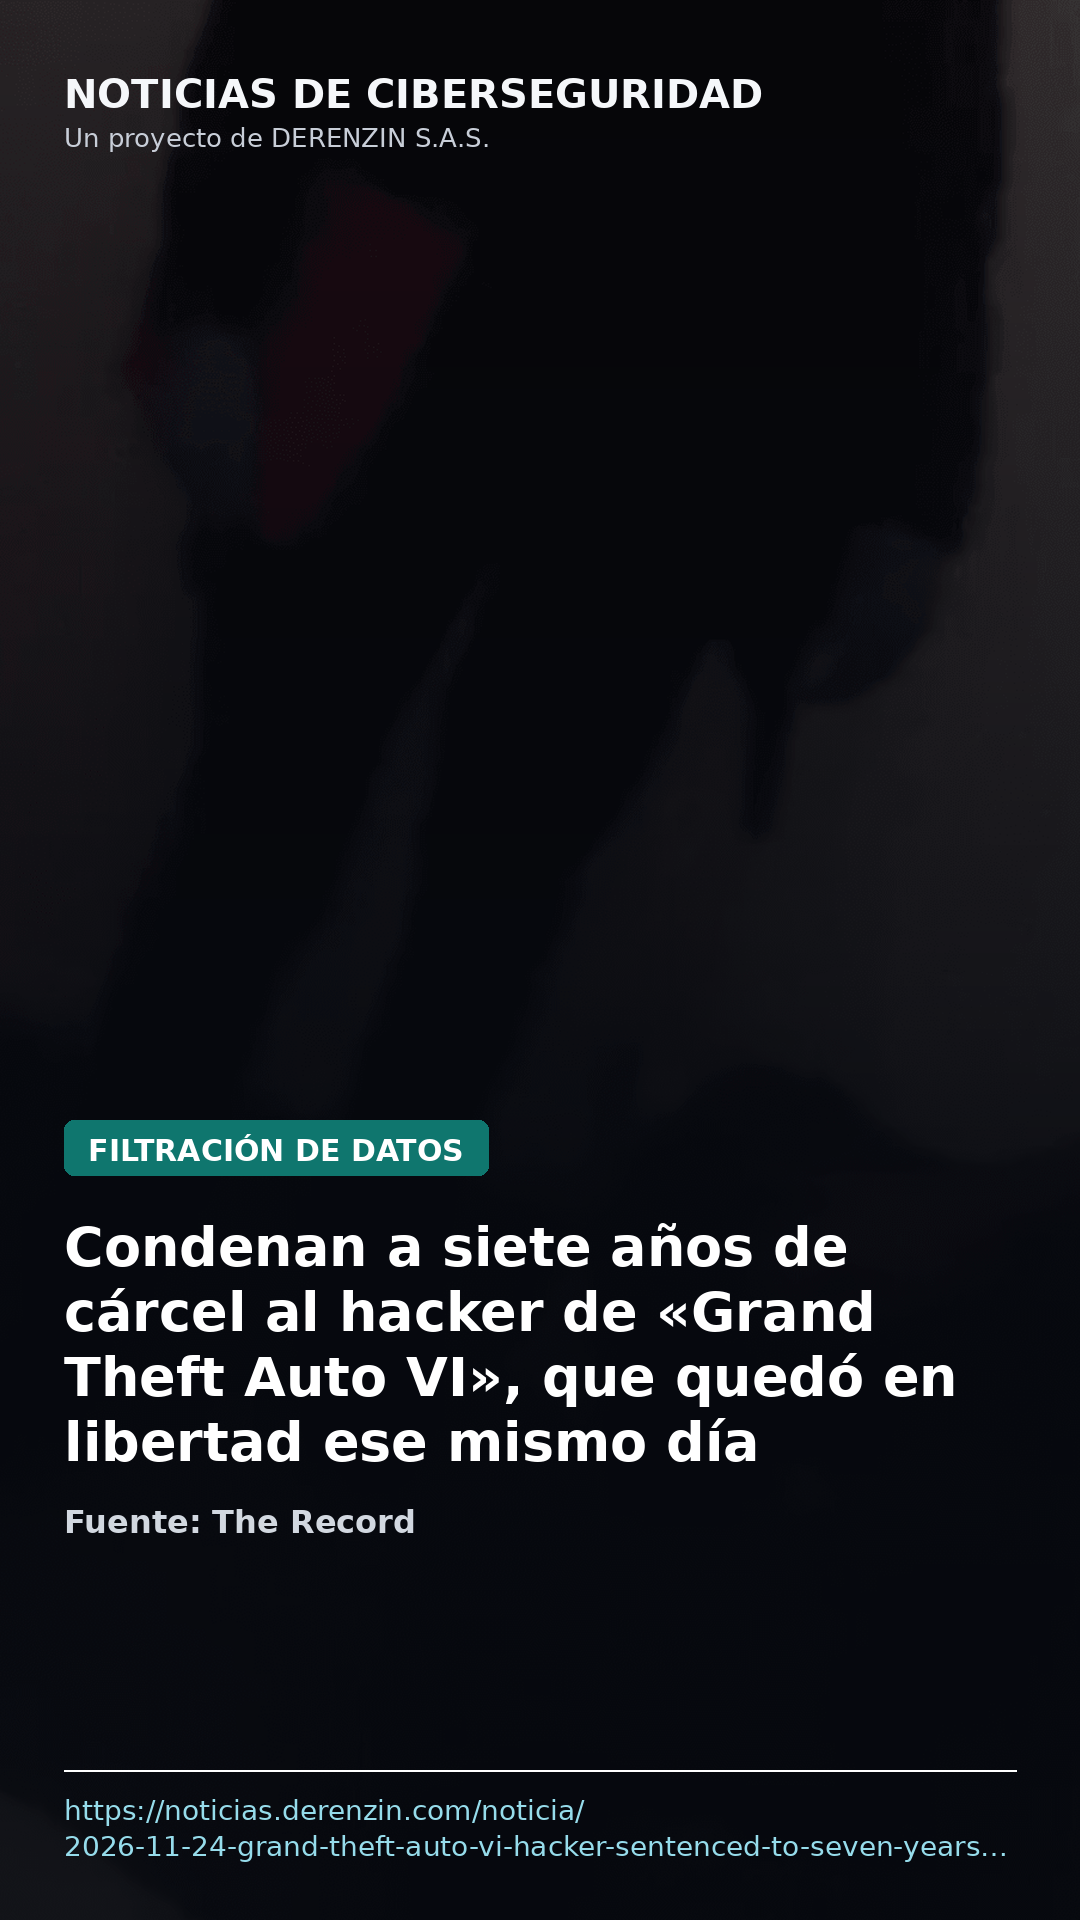 NOTICIAS DE CIBERSEGURIDAD
Un proyecto de DERENZIN S.A.S.
FILTRACIÓN DE DATOS
Condenan a siete años de
cárcel al hacker de «Grand
Theft Auto VI», que quedó en
libertad ese mismo día
Fuente: The Record
https://noticias.derenzin.com/noticia/
2026-11-24-grand-theft-auto-vi-hacker-sentenced-to-seven-years…